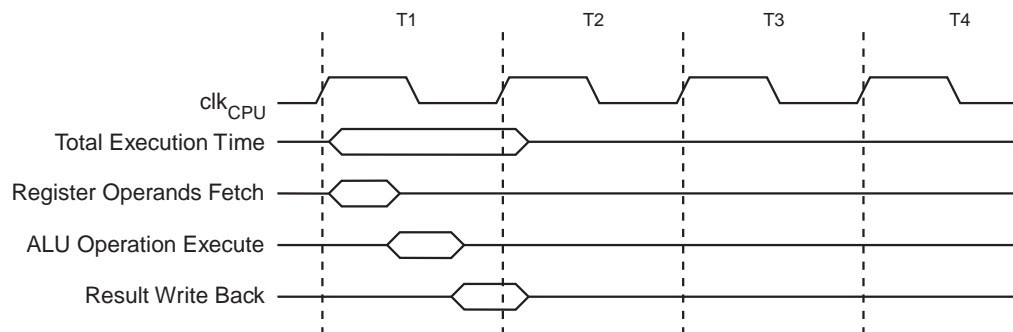 T1 T2 T3 T4
clkCPU
Total Execution Time
Register Operands Fetch
ALU Operation Execute
Result Write Back